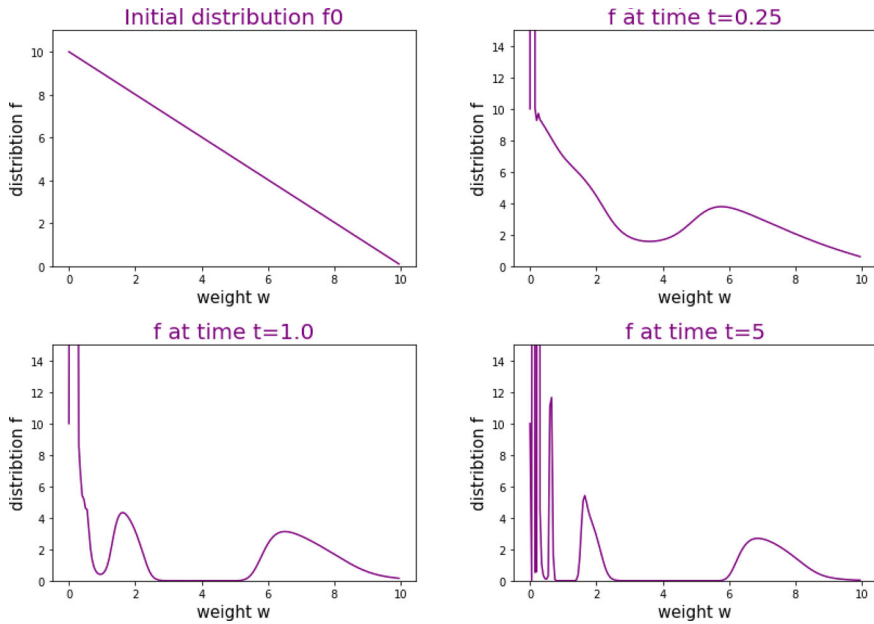 Initial distribution f0
distribtion f
10
8
6
4
2
0
0 2 4 6 8 10
weight w
f at time t=0.25
distribtion f
14
12
10
8
6
4
2
0
0 2 4 6 8 10
weight w
f at time t=1.0
distribtion f
14
12
10
8
6
4
2
0
0 2 4 6 8 10
weight w
f at time t=5
distribtion f
14
12
10
8
6
4
2
0
0 2 4 6 8 10
weight w